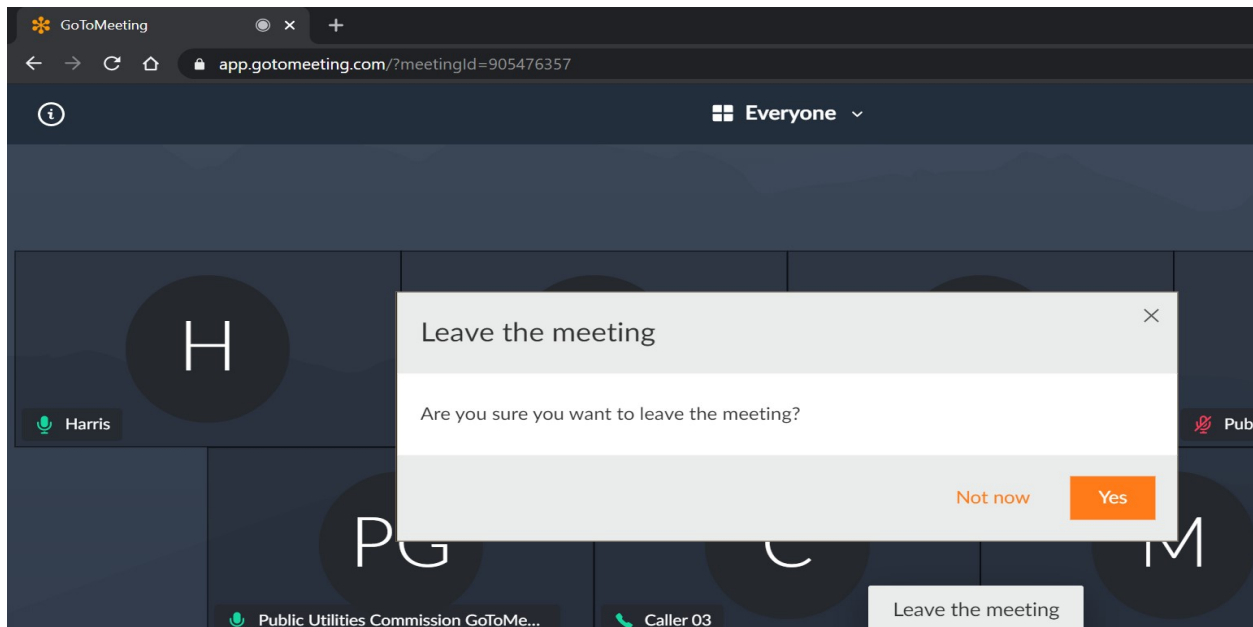 GoToMeeting
app.gotomeeting.com/?meetingId=905476357
Everyone
H
Leave the meeting
Are you sure you want to leave the meeting?
Harris
Pub
Not now
Yes
PG
C
M
Public Utilities Commission GoToMe...
Caller 03
Leave the meeting